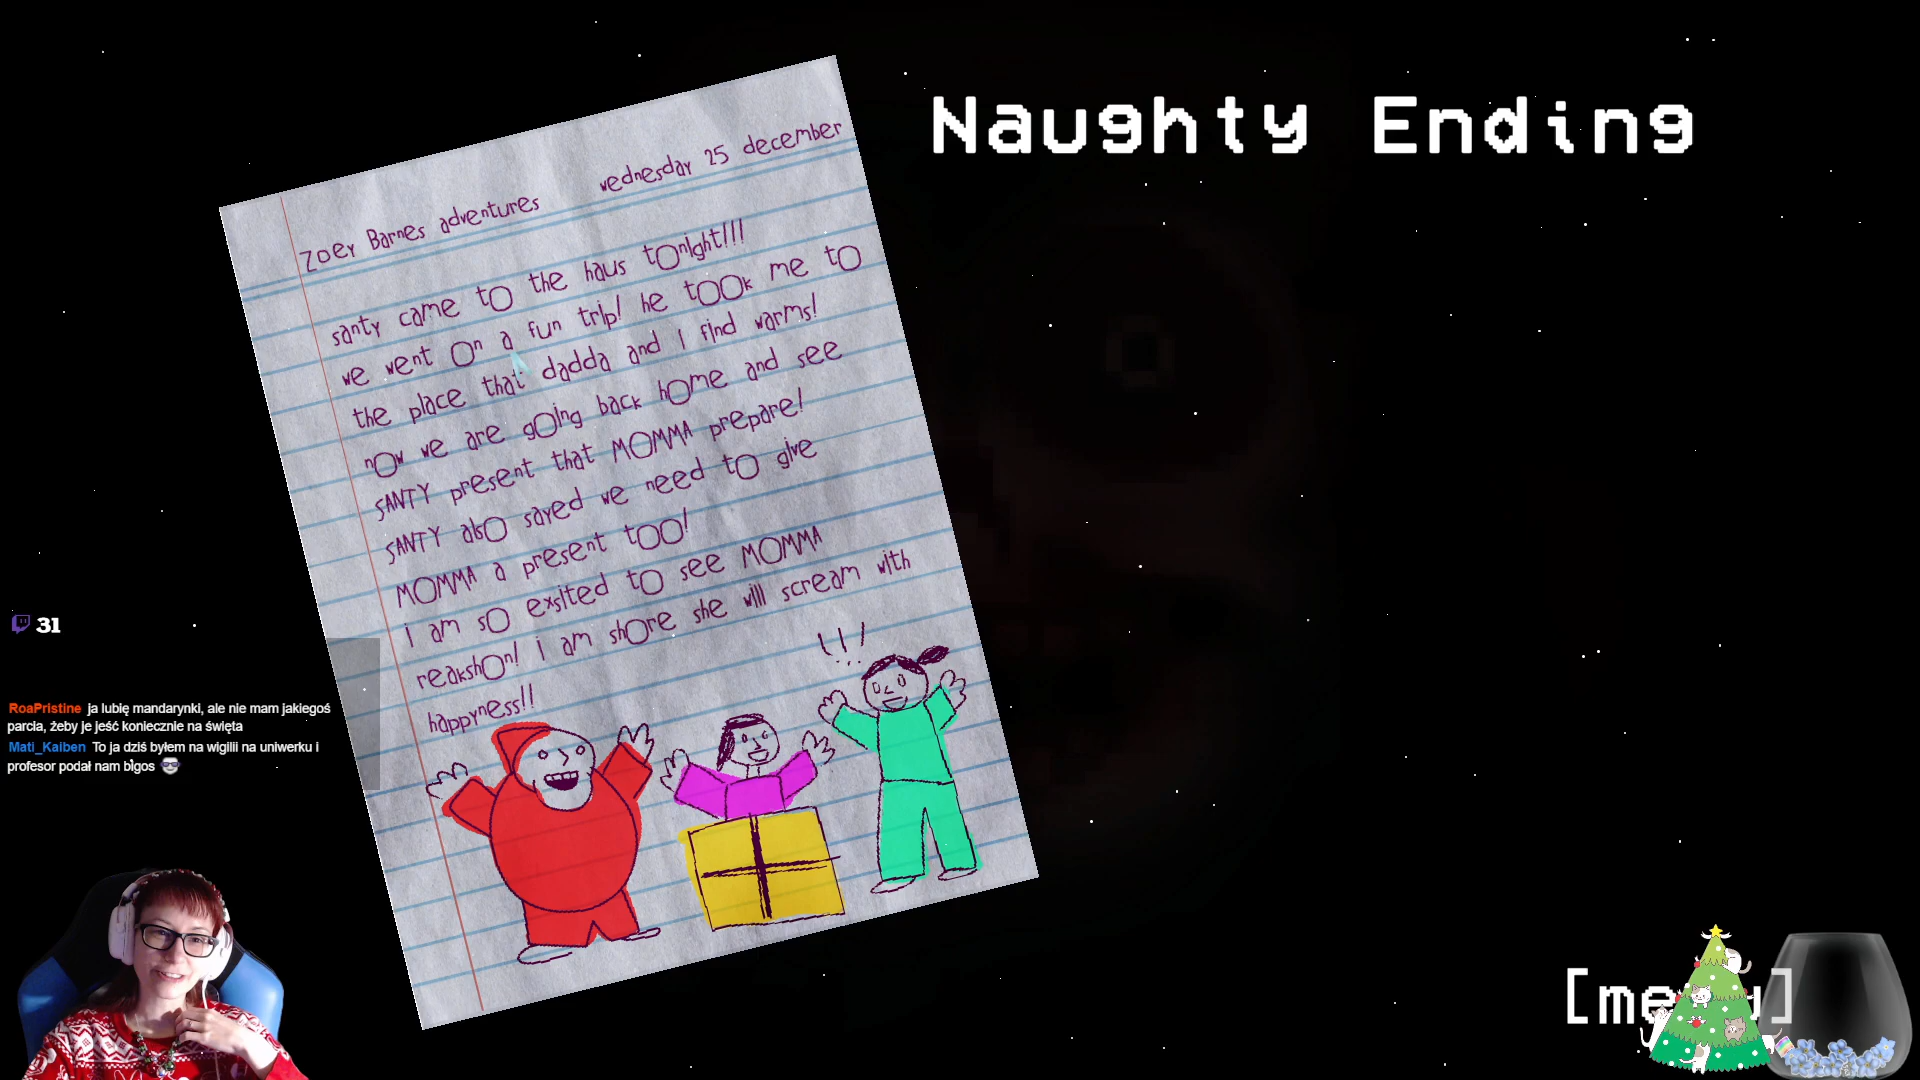 Naughty Ending
Zoey Barnes adventures wednesday 25 december
santy came to the haus tonight!!!
we went on a fun trip! he took me to
the place that dadda and I find warms!
now we are going back home and see
SANTY present that MOMMA prepare!
SANTY also sayed we need to give
MOMMA a present too!
i am so exsited to see MOMMA
reakshon! i am shore she will scream with
happyness!!
!!!
31
RoaPristine ja lubię mandarynki, ale nie mam jakiegoś
parcia, żeby je jeść koniecznie na święta
Mati_Kaiben To ja dziś byłem na wigilii na uniwerku i
profesor podał nam bigos